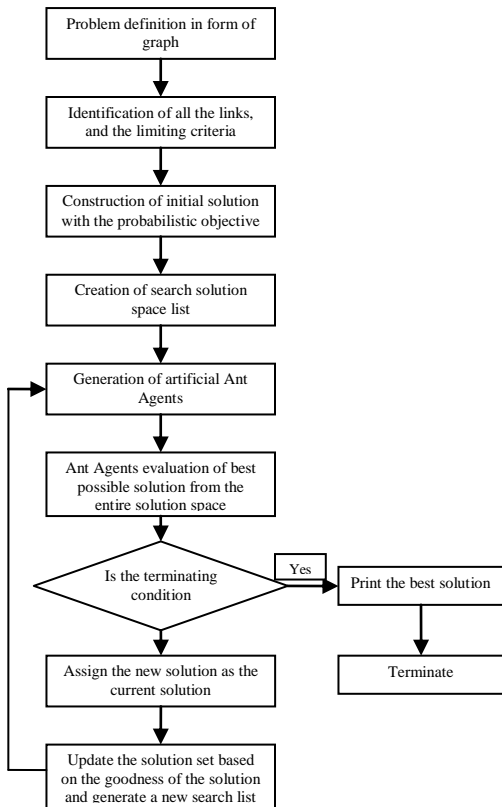 Problem definition in form of
graph
Identification of all the links,
and the limiting criteria
Construction of initial solution
with the probabilistic objective
Creation of search solution
space list
Generation of artificial Ant
Agents
Ant Agents evaluation of best
possible solution from the
entire solution space
Is the terminating
condition
Yes
Print the best solution
Terminate
Assign the new solution as the
current solution
Update the solution set based
on the goodness of the solution
and generate a new search list